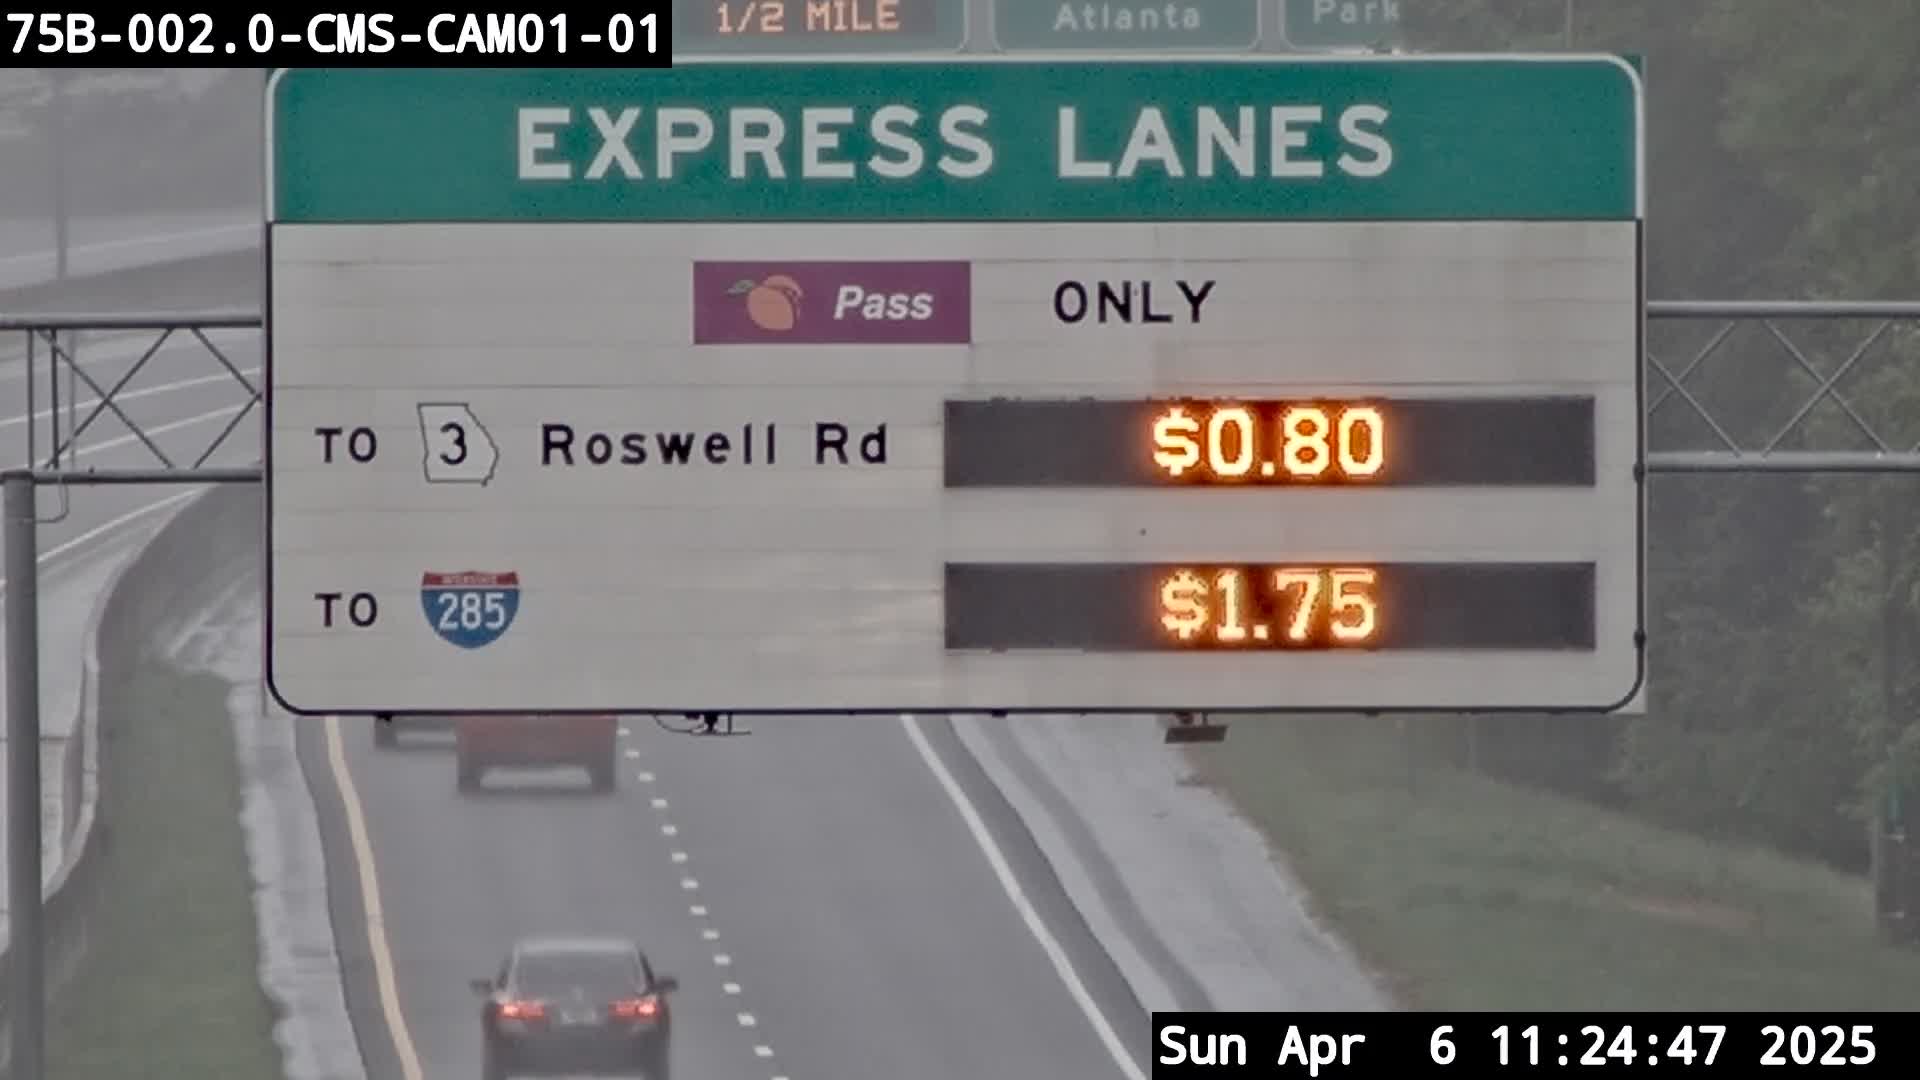 75B-002.0-CMS-CAM01-01
1/2 MILE
Atlanta
Park
EXPRESS LANES
Pass ONLY
TO 3 Roswell Rd $0.80
TO INTERSTATE 285 $1.75
Sun Apr 6 11:24:47 2025